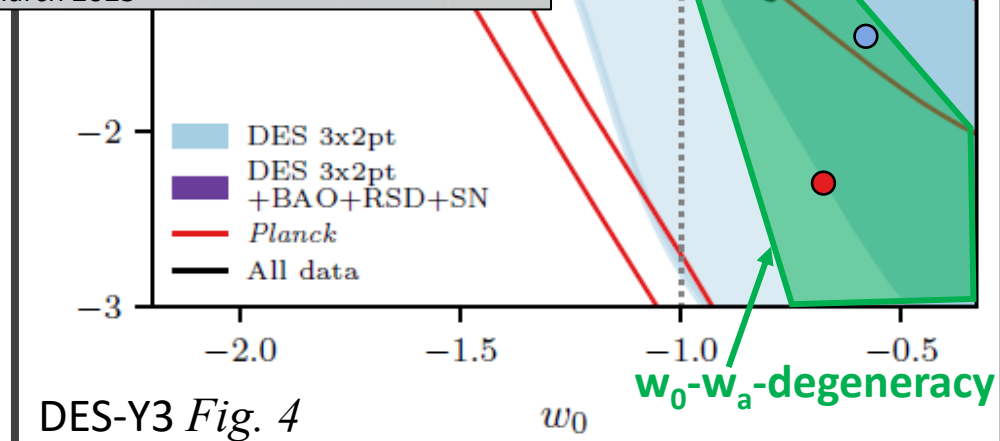 2023
−2
DES 3x2pt
DES 3x2pt
+BAO+RSD+SN
Planck
All data
−3
−2.0 −1.5 −1.0 −0.5
w₀-wₐ-degeneracy
DES-Y3 Fig. 4
w₀